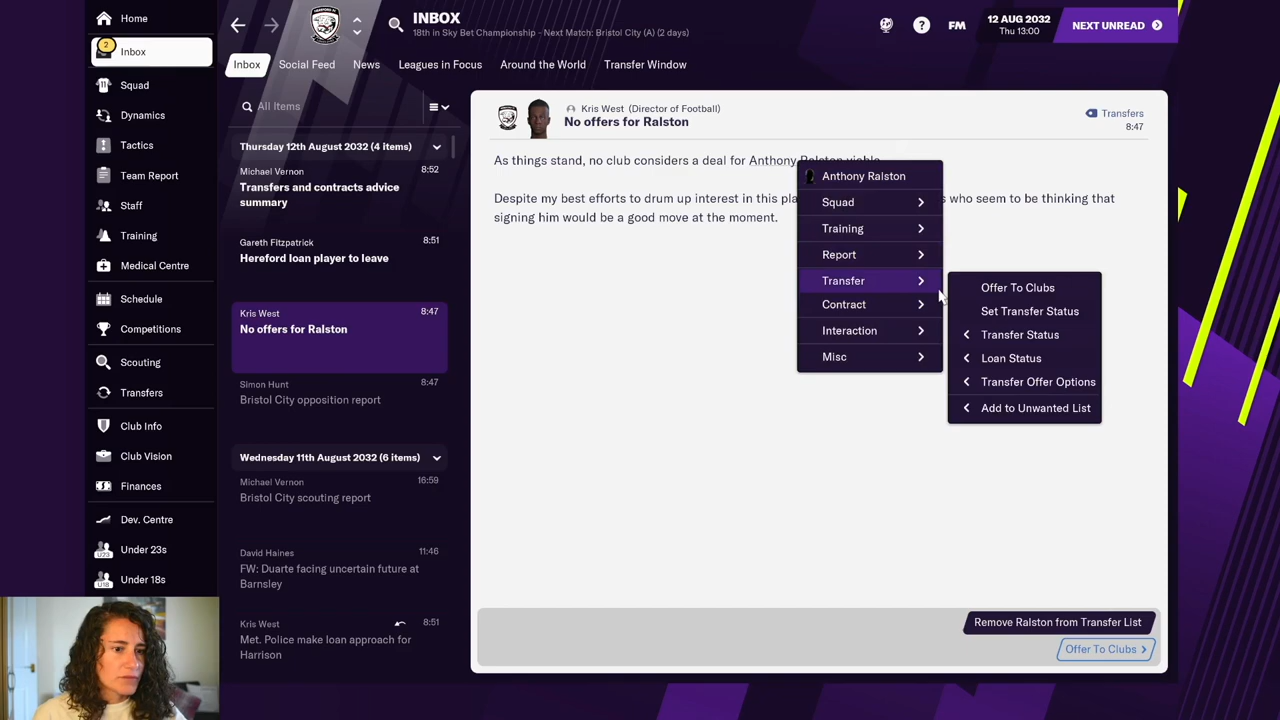 Home
2
Inbox
Squad
Dynamics
Tactics
Team Report
Staff
Training
Medical Centre
Schedule
Competitions
Scouting
Transfers
Club Info
Club Vision
Finances
Dev. Centre
U23
Under 23s
U18
Under 18s
INBOX
18th in Sky Bet Championship - Next Match: Bristol City (A) (2 days)
FM
12 AUG 2032
Thu 13:00
NEXT UNREAD
Inbox
Social Feed
News
Leagues in Focus
Around the World
Transfer Window
All Items
Thursday 12th August 2032 (4 items)
Michael Vernon 8:52
Transfers and contracts advice
summary
Gareth Fitzpatrick 8:51
Hereford loan player to leave
Kris West 8:47
No offers for Ralston
Simon Hunt 8:47
Bristol City opposition report
Wednesday 11th August 2032 (6 items)
Michael Vernon 16:59
Bristol City scouting report
David Haines 11:46
FW: Duarte facing uncertain future at
Barnsley
Kris West 8:51
Met. Police make loan approach for
Harrison
Kris West (Director of Football)
No offers for Ralston
Transfers
8:47
As things stand, no club considers a deal for Anthony Ralston viable.
Despite my best efforts to drum up interest in this pla who seem to be thinking that
signing him would be a good move at the moment.
Anthony Ralston
Squad
Training
Report
Transfer
Contract
Interaction
Misc
Offer To Clubs
Set Transfer Status
Transfer Status
Loan Status
Transfer Offer Options
Add to Unwanted List
Remove Ralston from Transfer List
Offer To Clubs